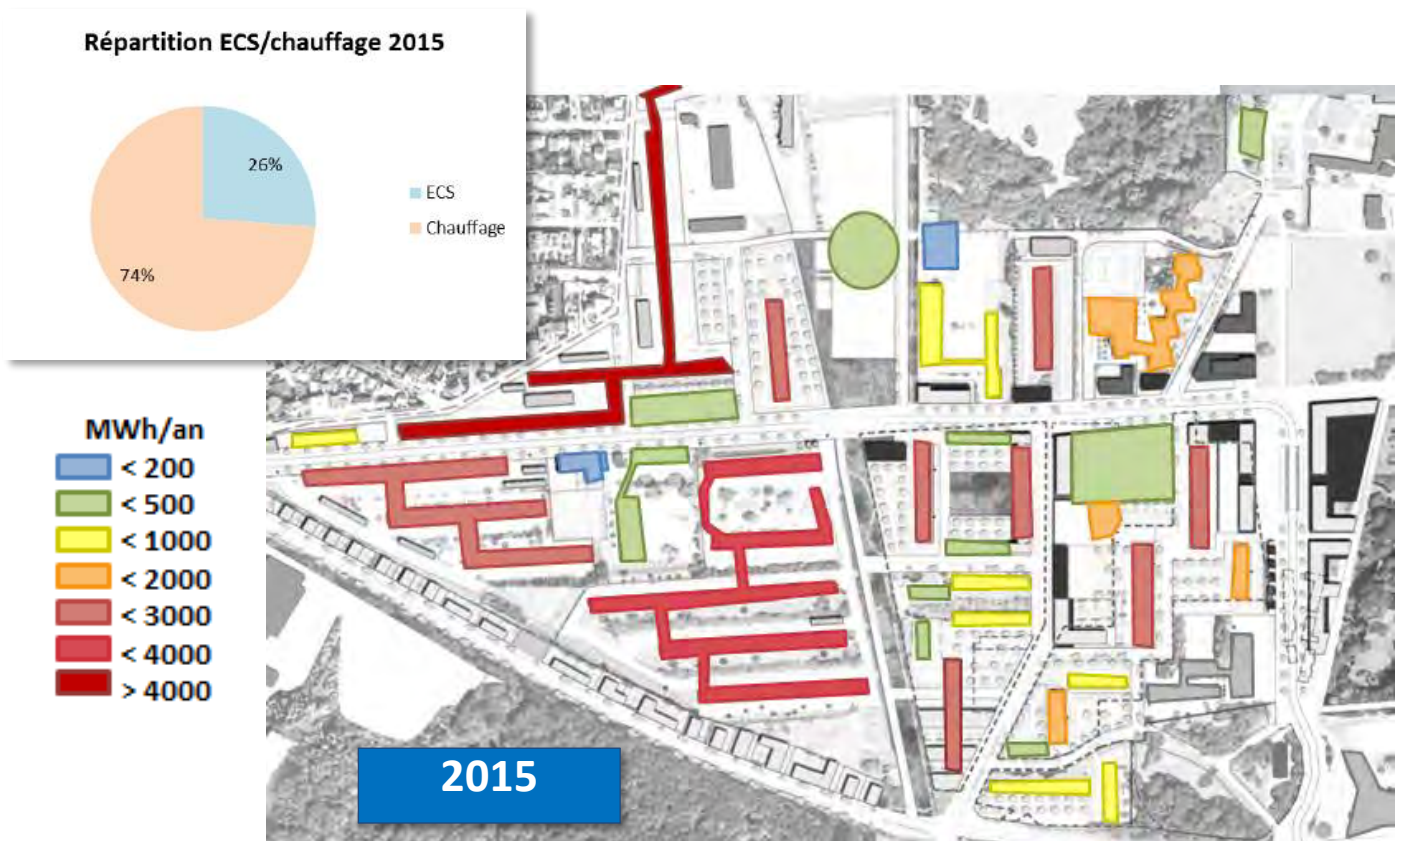 Répartition ECS/chauffage 2015
26%
74%
ECS
Chauffage
MWh/an
< 200
< 500
< 1000
< 2000
< 3000
< 4000
> 4000
2015